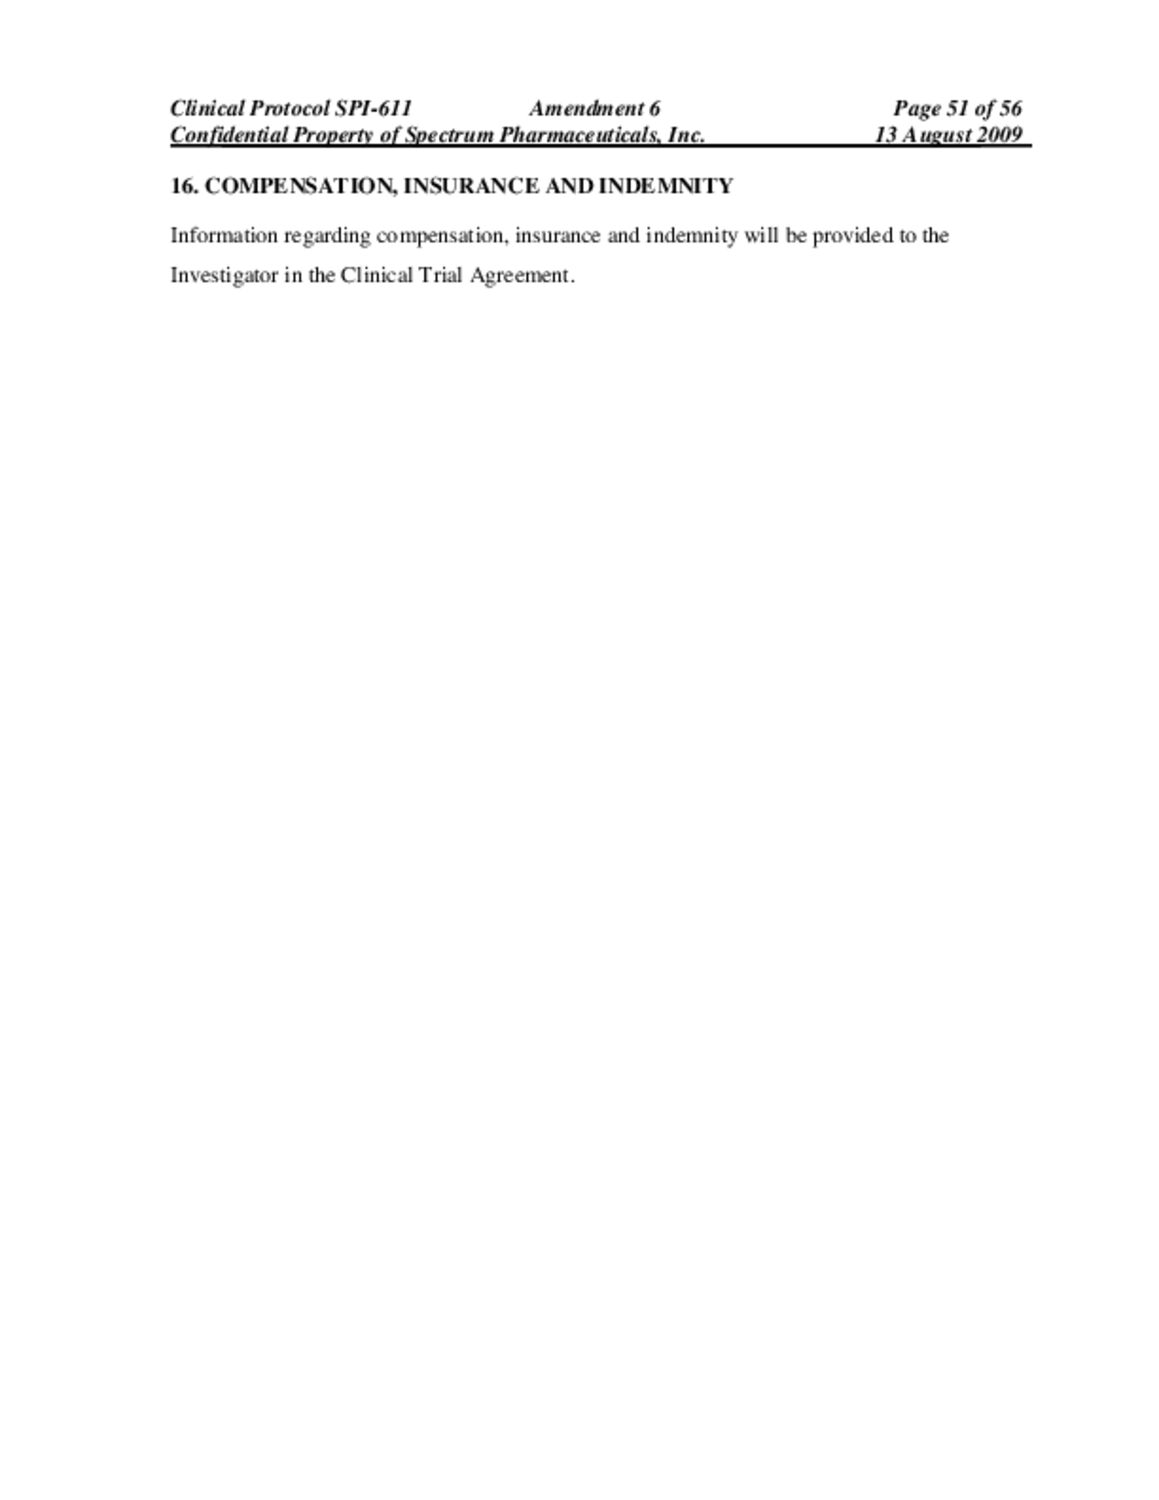 Clinical Protocol SPI-611 Amendment 6 Page 51 of 56
Confidential Property of Spectrum Pharmaceuticals, Inc. 13 August 2009
16. COMPENSATION, INSURANCE AND INDEMNITY
Information regarding compensation, insurance and indemnity will be provided to the
Investigator in the Clinical Trial Agreement.